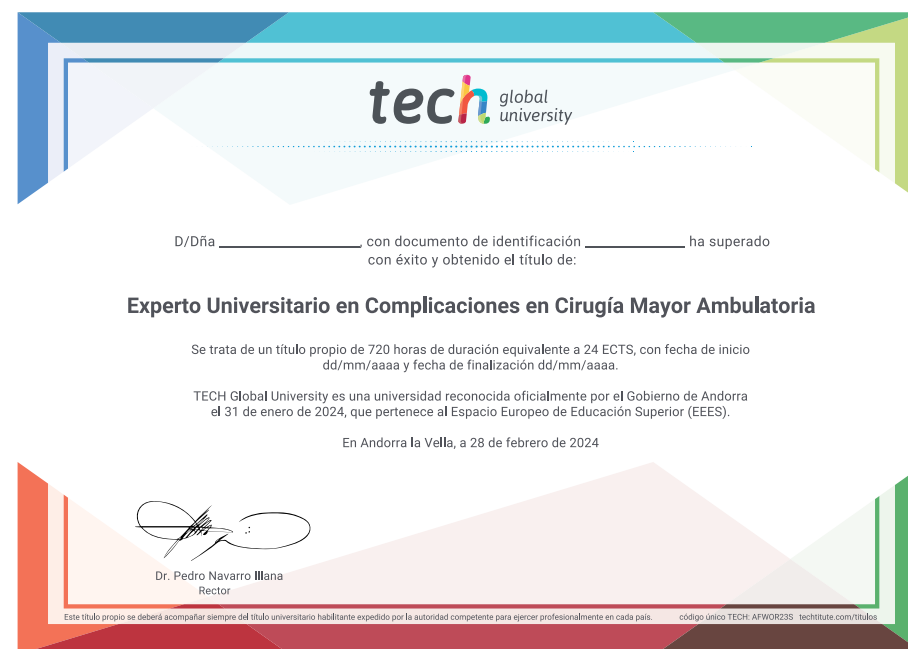 tech global university
D/Dña ____________________, con documento de identificación ______________ ha superado
con éxito y obtenido el título de:
Experto Universitario en Complicaciones en Cirugía Mayor Ambulatoria
Se trata de un título propio de 720 horas de duración equivalente a 24 ECTS, con fecha de inicio
dd/mm/aaaa y fecha de finalización dd/mm/aaaa.
TECH Global University es una universidad reconocida oficialmente por el Gobierno de Andorra
el 31 de enero de 2024, que pertenece al Espacio Europeo de Educación Superior (EEES).
En Andorra la Vella, a 28 de febrero de 2024
Dr. Pedro Navarro Illana
Rector
Este título propio se deberá acompañar siempre del título universitario habilitante expedido por la autoridad competente para ejercer profesionalmente en cada país. código único TECH: AFWOR23S techtitute.com/titulos